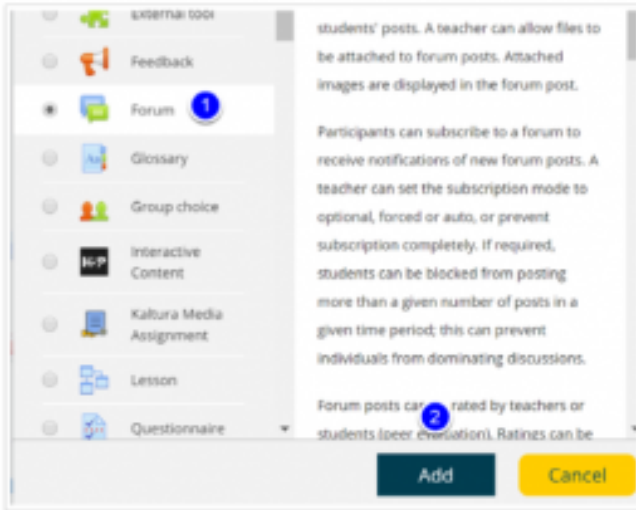 External tool
Feedback
Forum 1
Glossary
Group choice
H-P
Interactive
Content
Kaltura Media
Assignment
Lesson
Questionnaire
students' posts. A teacher can allow files to
be attached to forum posts. Attached
images are displayed in the forum post.
Participants can subscribe to a forum to
receive notifications of new forum posts. A
teacher can set the subscription mode to
optional, forced or auto, or prevent
subscription completely. If required,
students can be blocked from posting
more than a given number of posts in a
given time period; this can prevent
individuals from dominating discussions.
Forum posts can rated by teachers or
2
students (peer evaluation). Ratings can be
Add
Cancel